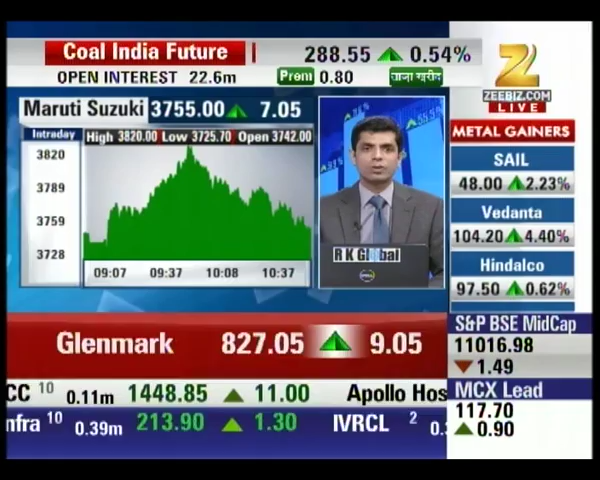 Coal India Future 288.55 0.54%
OPEN INTEREST 22.6m Prem 0.80 ताज़ा खरीद
ZEEBIZ.COM
LIVE
Maruti Suzuki 3755.00 7.05
Intraday High 3820.00 Low 3725.70 Open 3742.00
3820
3789
3759
3728
09:07 09:37 10:08 10:37
R K Global
METAL GAINERS
SAIL
48.00 2.23%
Vedanta
104.20 4.40%
Hindalco
97.50 0.62%
Glenmark 827.05 9.05
S&P BSE MidCap
11016.98
1.49
CC 10 0.11m 1448.85 11.00 Apollo Hos
MCX Lead
117.70
0.90
nfra 10 0.39m 213.90 1.30 IVRCL 2 0.